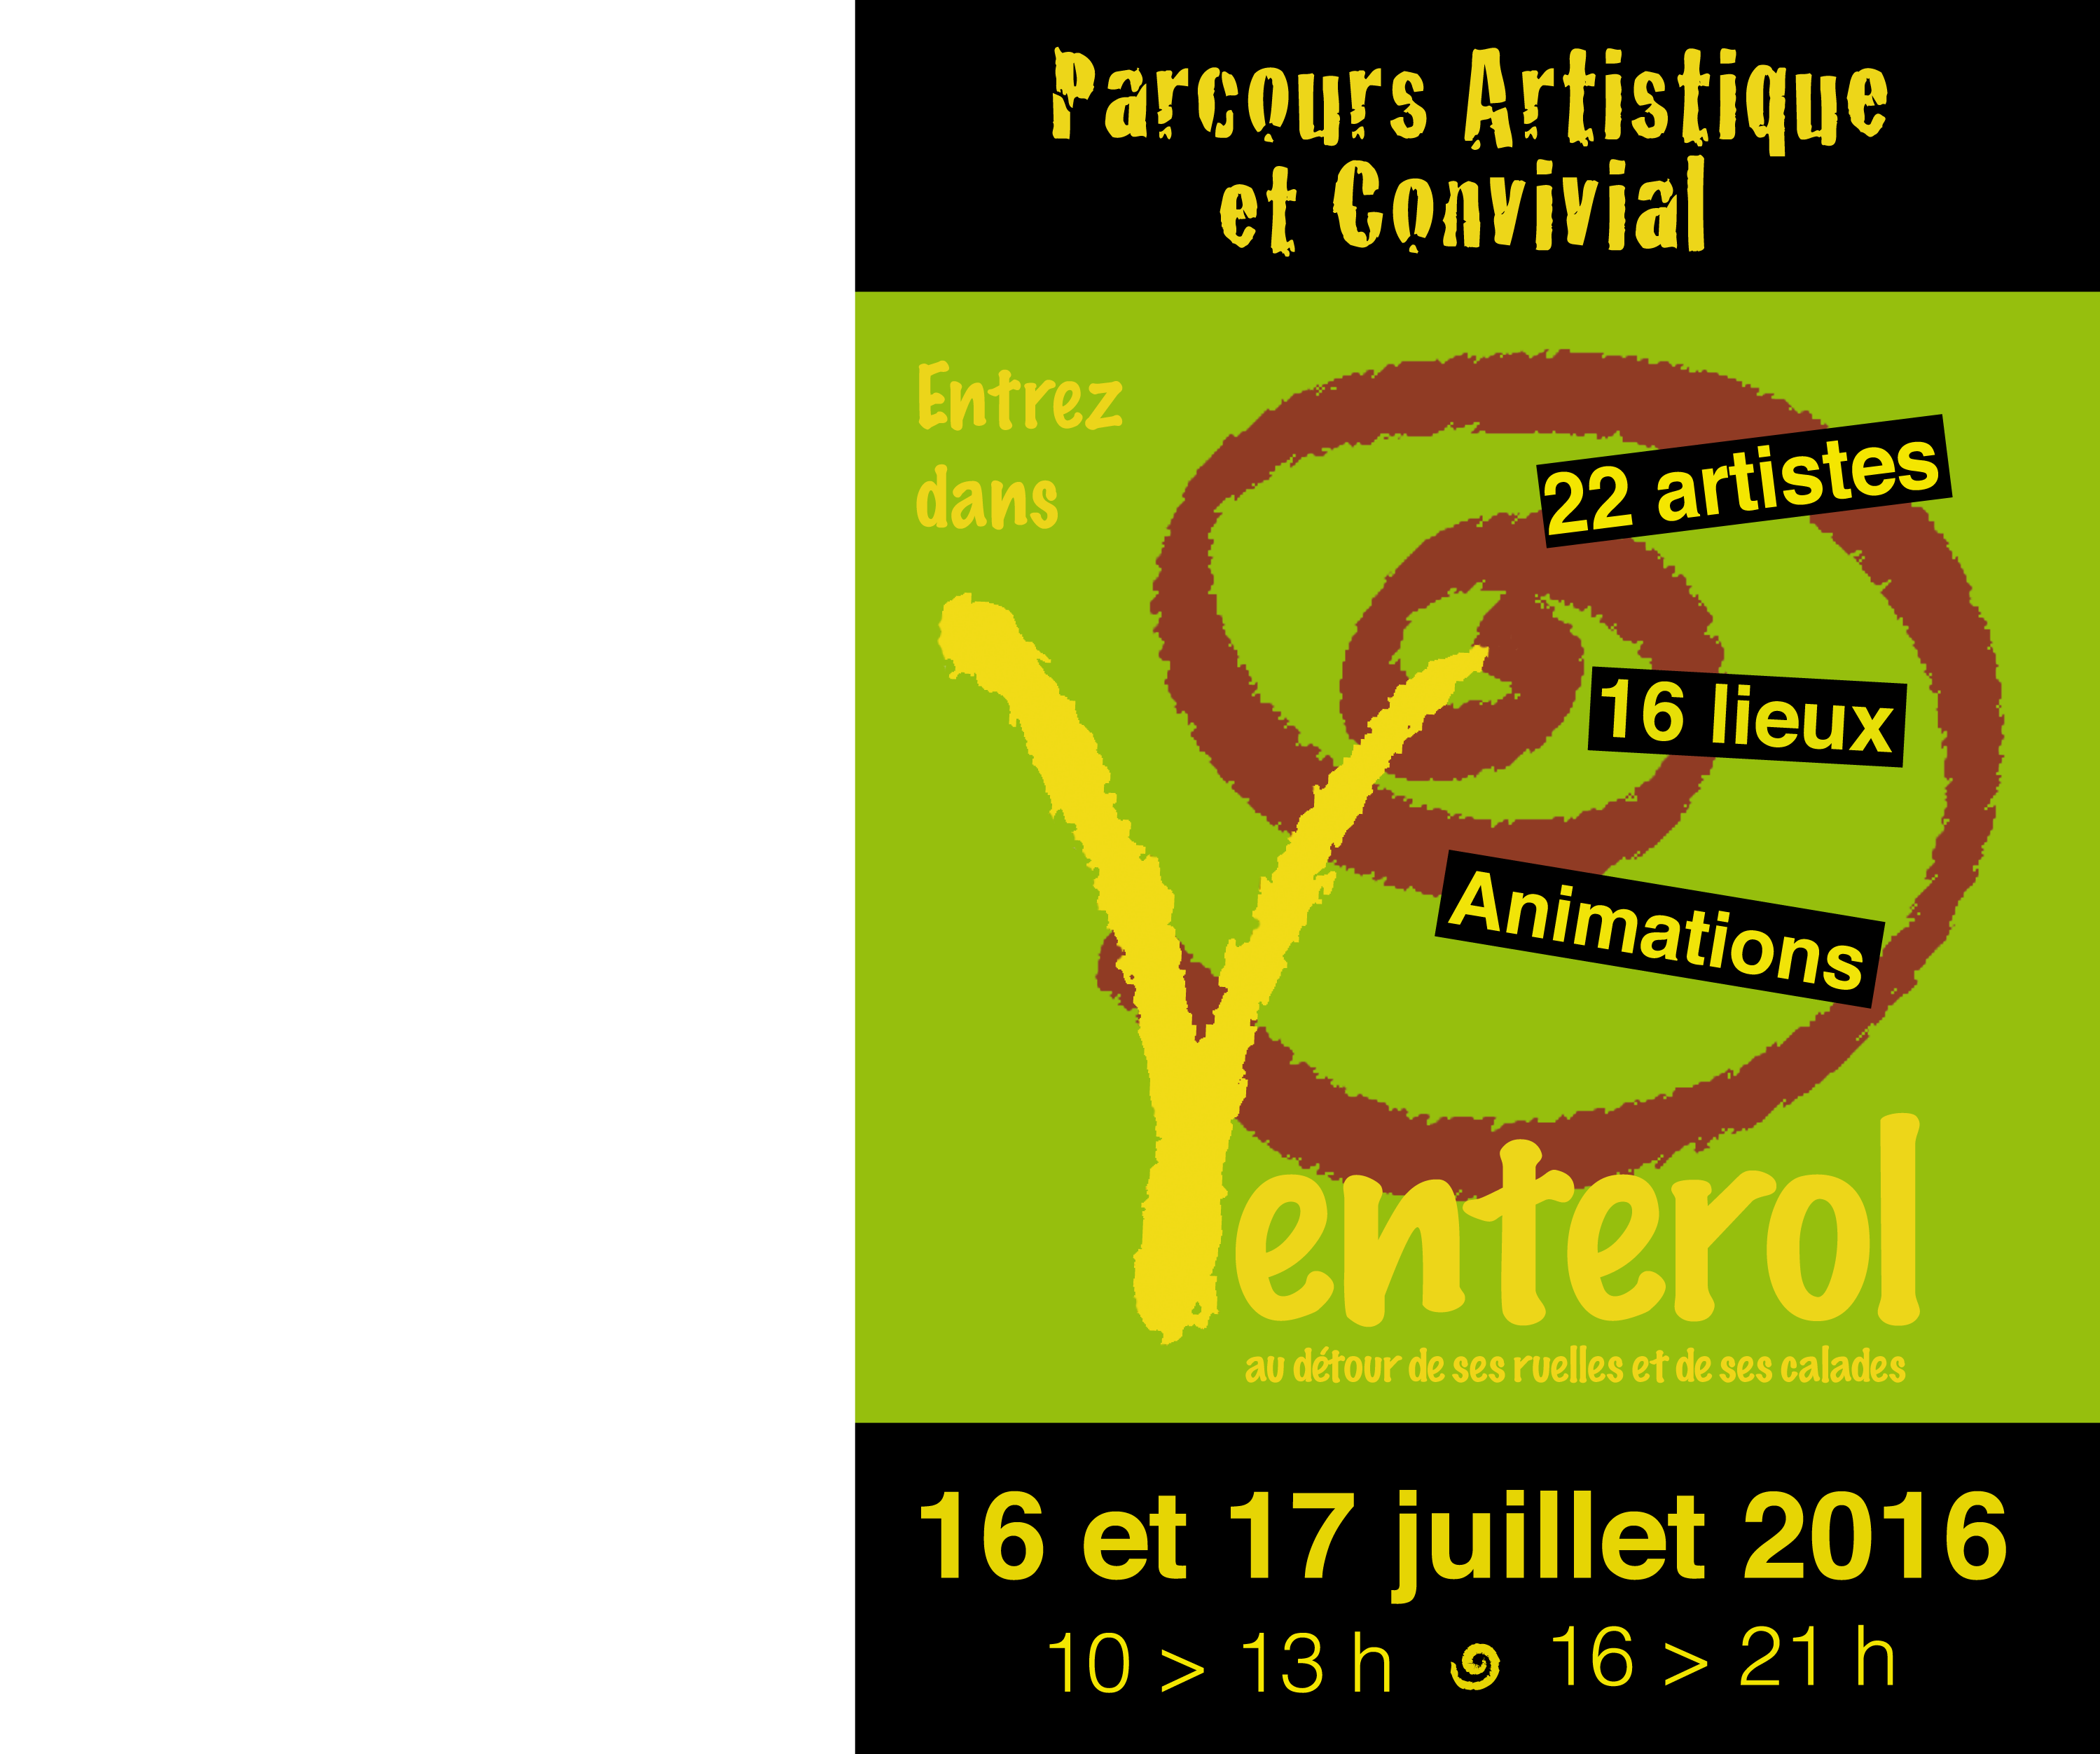 Parcours Artistique
et Convivial
Entrez
dans
22 artistes
16 lieux
Animations
Venterol
au détour de ses ruelles et de ses calades
16 et 17 juillet 2016
10 > 13 h 16 > 21 h